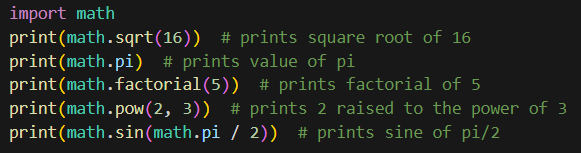 import math
print(math.sqrt(16))  # prints square root of 16
print(math.pi)  # prints value of pi
print(math.factorial(5))  # prints factorial of 5
print(math.pow(2, 3))  # prints 2 raised to the power of 3
print(math.sin(math.pi / 2))  # prints sine of pi/2